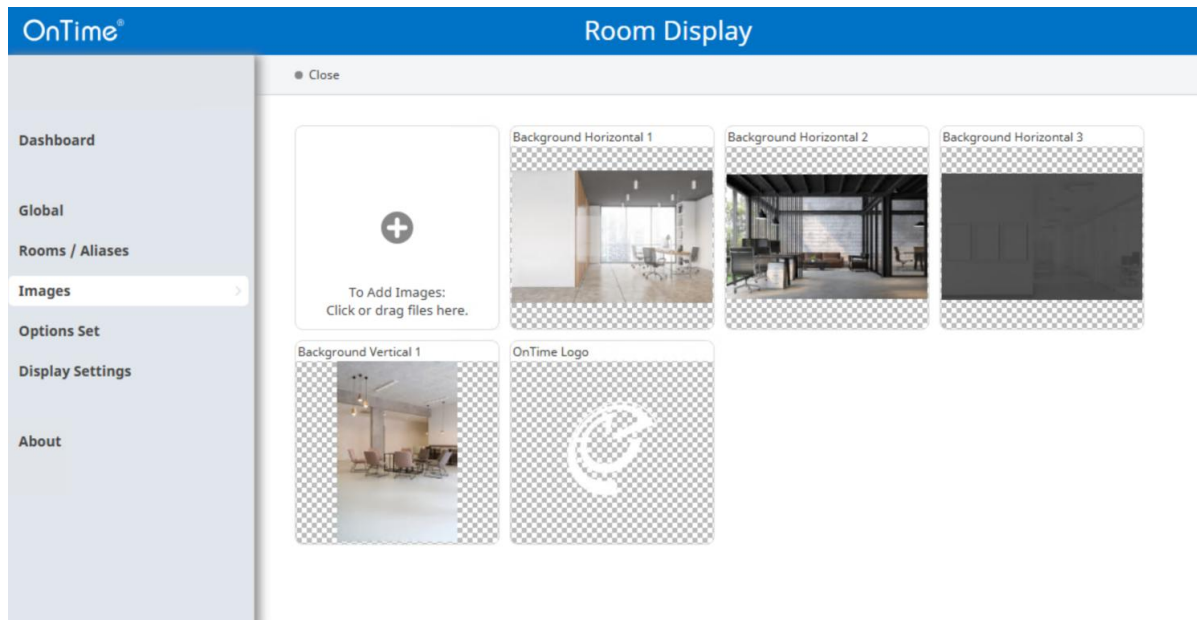 OnTime®
Room Display
Close
Dashboard
Global
Rooms / Aliases
Images
Options Set
Display Settings
About
To Add Images:
Click or drag files here.
Background Horizontal 1
Background Horizontal 2
Background Horizontal 3
Background Vertical 1
OnTime Logo